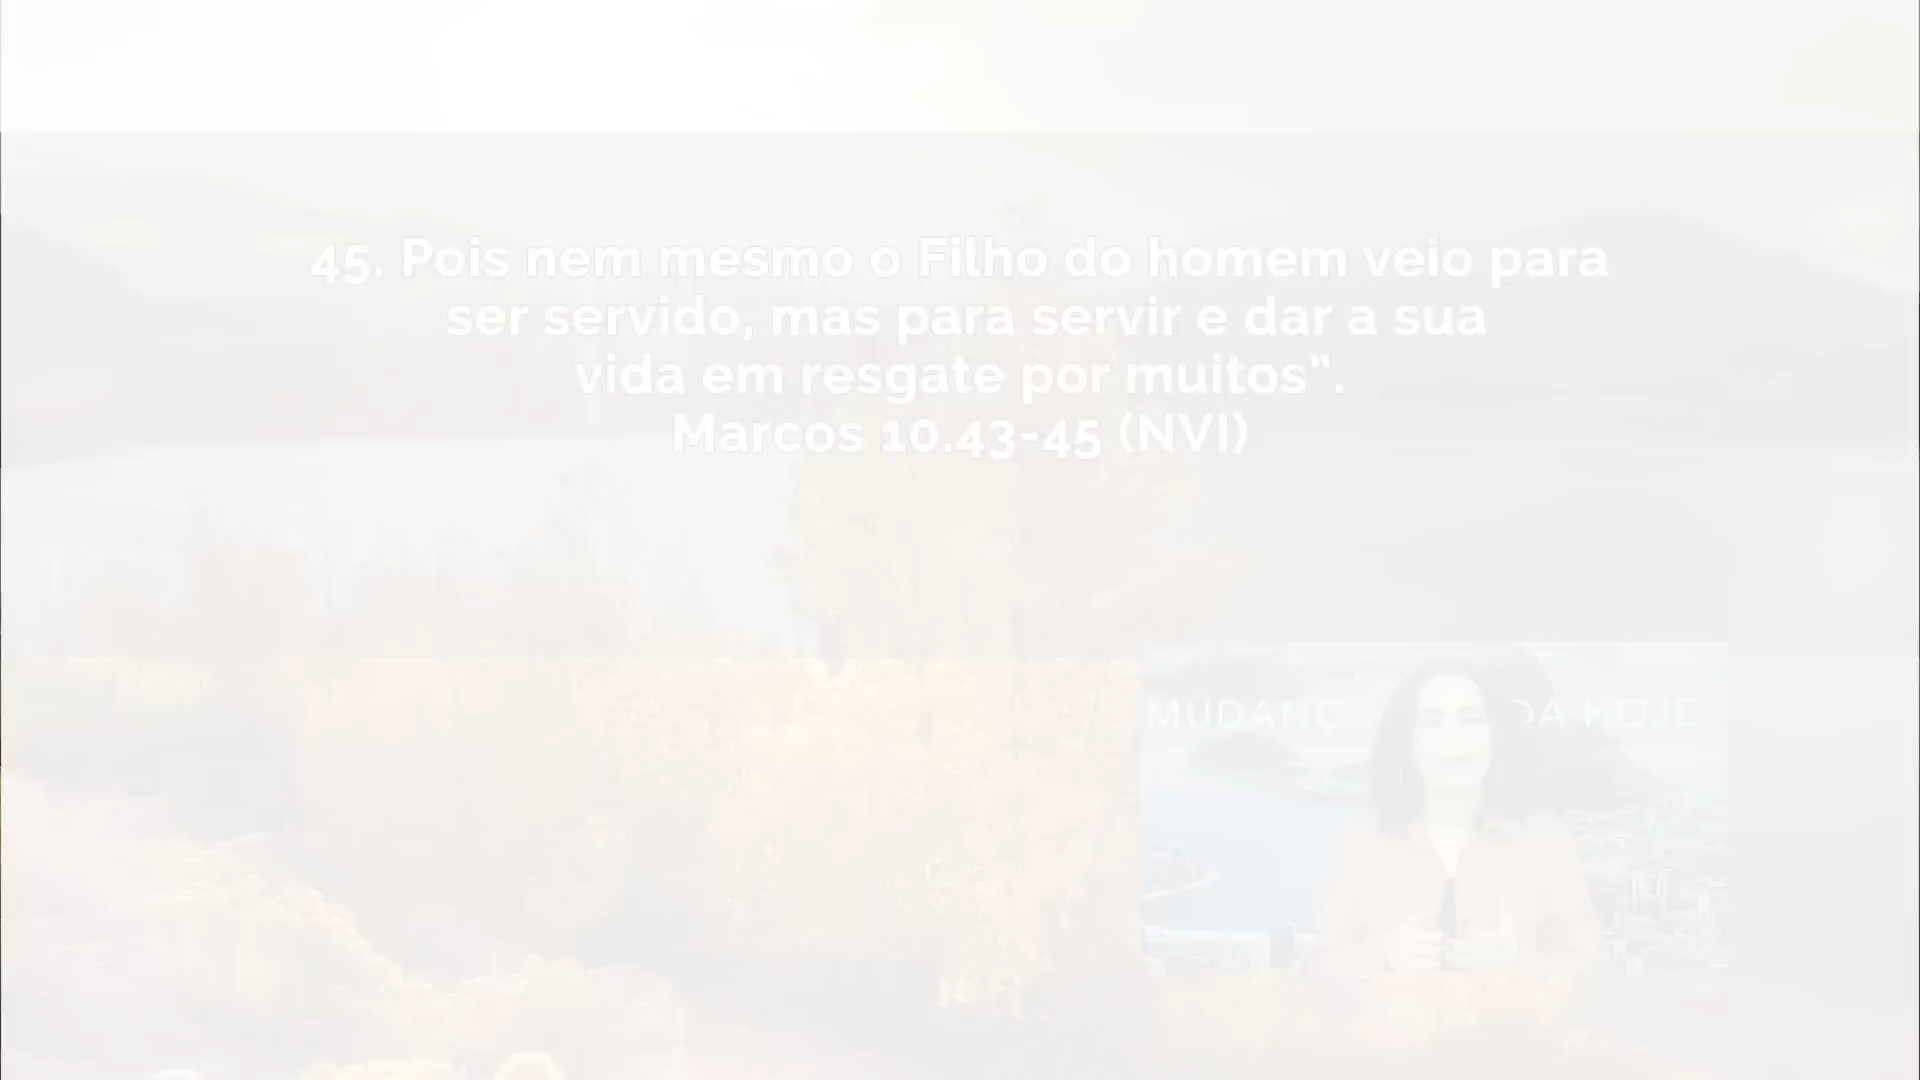 45. Pois nem mesmo o Filho do homem veio para
ser servido, mas para servir e dar a sua
vida em resgate por muitos”.
Marcos 10.43-45 (NVI)
MUDANÇA DA HOJE